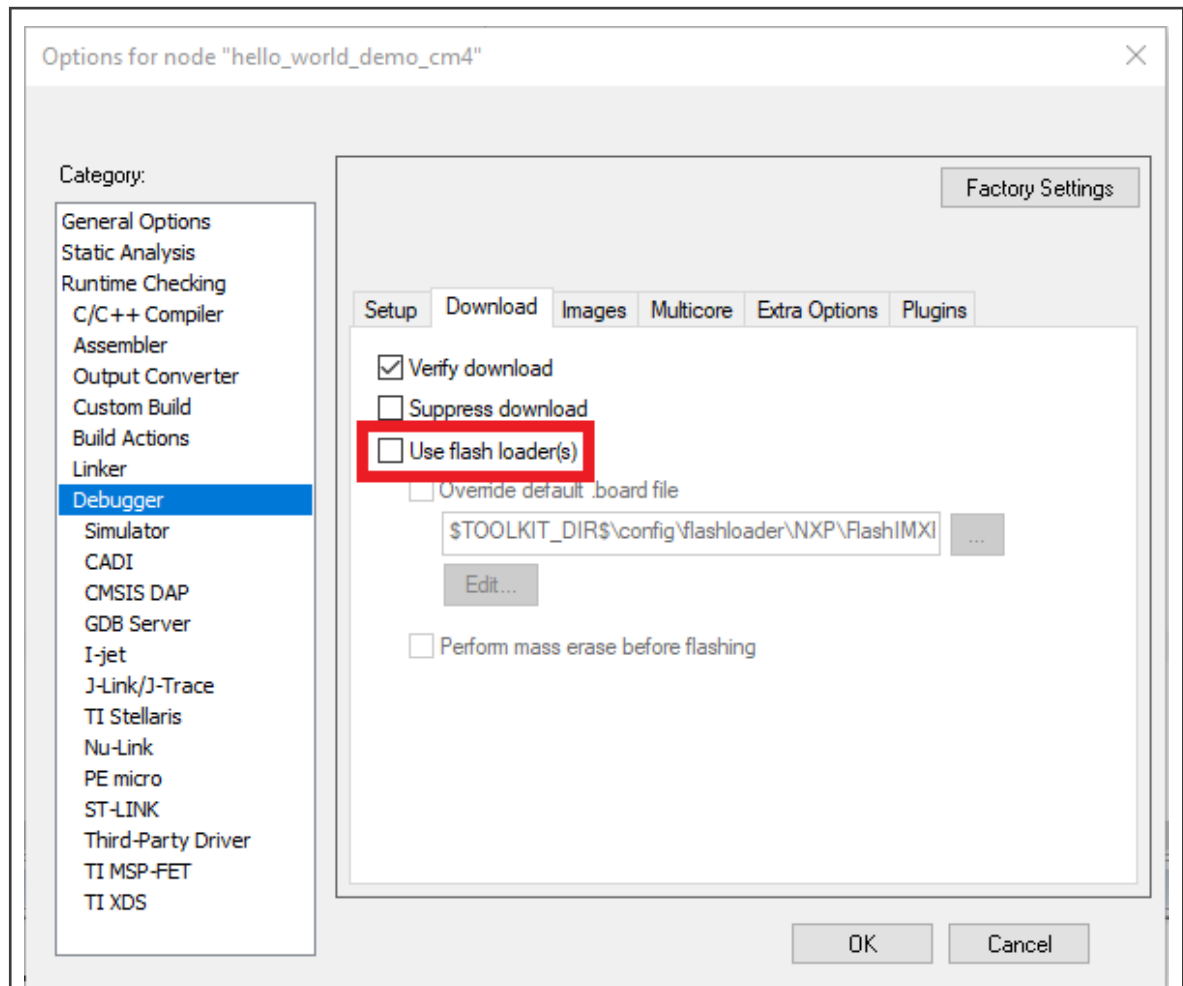 Options for node "hello_world_demo_cm4"
Category:
Factory Settings
General Options
Static Analysis
Runtime Checking
C/C++ Compiler
Assembler
Output Converter
Custom Build
Build Actions
Linker
Debugger
Simulator
CADI
CMSIS DAP
GDB Server
I-jet
J-Link/J-Trace
TI Stellaris
Nu-Link
PE micro
ST-LINK
Third-Party Driver
TI MSP-FET
TI XDS
Setup Download Images Multicore Extra Options Plugins
Verify download
Suppress download
Use flash loader(s)
Override default .board file
$TOOLKIT_DIR$\config\flashloader\NXP\FlashIMXI ...
Edit...
Perform mass erase before flashing
OK Cancel